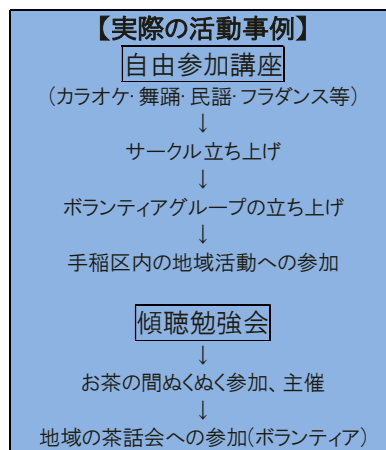 【実際の活動事例】
自由参加講座
(カラオケ・舞踊・民謡・フラダンス等)
↓
サークル立ち上げ
↓
ボランティアグループの立ち上げ
↓
手稲区内の地域活動への参加
傾聴勉強会
↓
お茶の間ぬくぬく参加、主催
↓
地域の茶話会への参加(ボランティア)